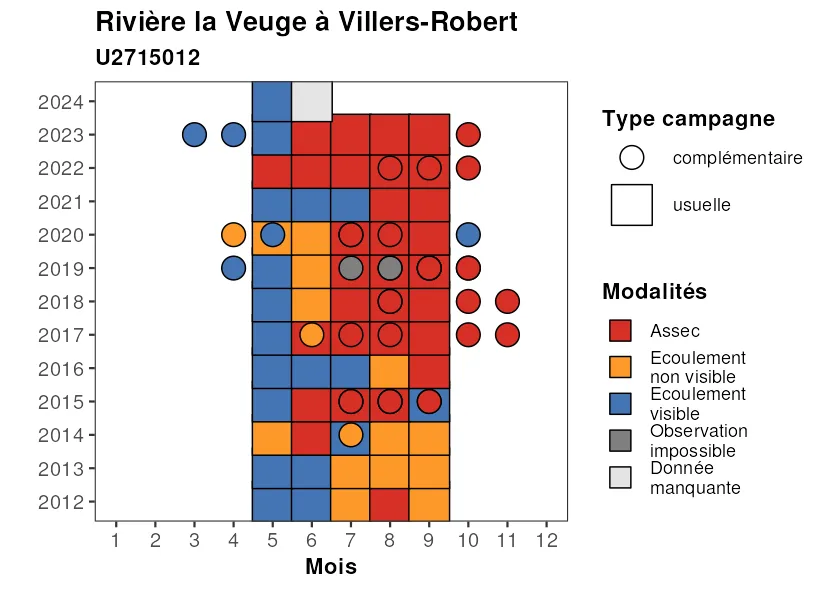 Rivière la Veuge à Villers-Robert
U2715012
2024
2023
2022
2021
2020
2019
2018
2017
2016
2015
2014
2013
2012
1 2 3 4 5 6 7 8 9 10 11 12
Mois
Type campagne
complémentaire
usuelle
Modalités
Assec
Ecoulement
non visible
Ecoulement
visible
Observation
impossible
Donnée
manquante